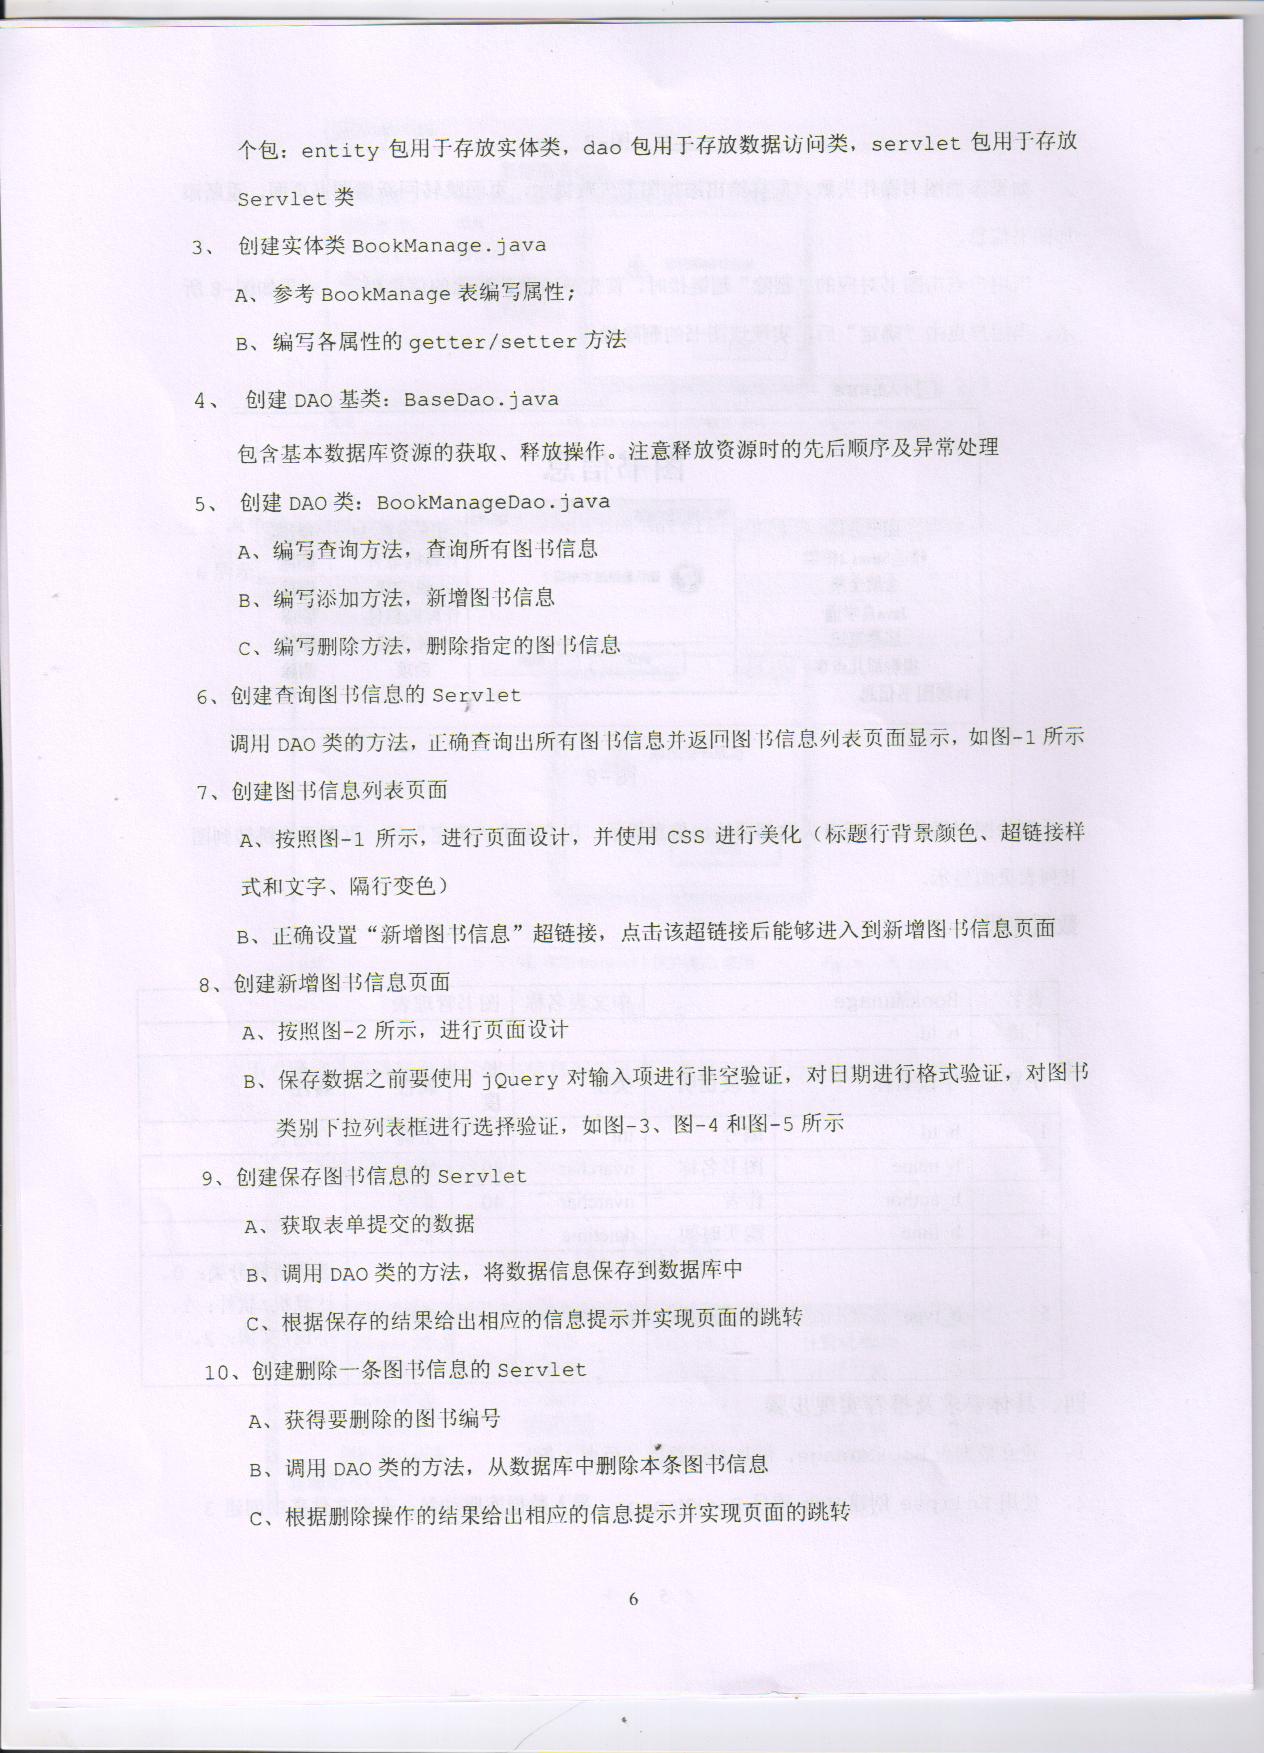 个包：entity 包用于存放实体类，dao 包用于存放数据访问类，servlet 包用于存放
Servlet 类
3、 创建实体类 BookManage.java
A、参考 BookManage 表编写属性；
B、编写各属性的 getter/setter 方法
4、 创建 DAO 基类：BaseDao.java
包含基本数据库资源的获取、释放操作。注意释放资源时的先后顺序及异常处理
5、 创建 DAO 类：BookManageDao.java
A、编写查询方法，查询所有图书信息
B、编写添加方法，新增图书信息
C、编写删除方法，删除指定的图书信息
6、创建查询图书信息的 Servlet
调用 DAO 类的方法，正确查询出所有图书信息并返回图书信息列表页面显示，如图-1 所示
7、创建图书信息列表页面
A、按照图-1 所示，进行页面设计，并使用 CSS 进行美化（标题行背景颜色、超链接样
式和文字、隔行变色）
B、正确设置“新增图书信息”超链接，点击该超链接后能够进入到新增图书信息页面
8、创建新增图书信息页面
A、按照图-2 所示，进行页面设计
B、保存数据之前要使用 jQuery 对输入项进行非空验证，对日期进行格式验证，对图书
类别下拉列表框进行选择验证，如图-3、图-4 和图-5 所示
9、创建保存图书信息的 Servlet
A、获取表单提交的数据
B、调用 DAO 类的方法，将数据信息保存到数据库中
C、根据保存的结果给出相应的信息提示并实现页面的跳转
10、创建删除一条图书信息的 Servlet
A、获得要删除的图书编号
B、调用 DAO 类的方法，从数据库中删除本条图书信息
C、根据删除操作的结果给出相应的信息提示并实现页面的跳转
6